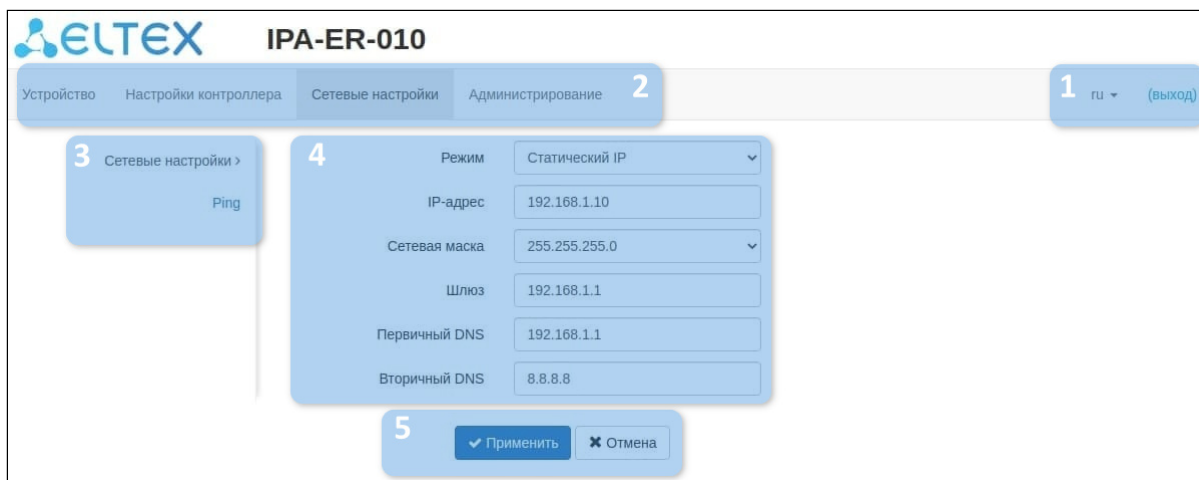 ELTEX IPA-ER-010
Устройство Настройки контроллера Сетевые настройки Администрирование 2 1 ru (выход)
3 Сетевые настройки >
Ping
4 Режим Статический IP
IP-адрес 192.168.1.10
Сетевая маска 255.255.255.0
Шлюз 192.168.1.1
Первичный DNS 192.168.1.1
Вторичный DNS 8.8.8.8
5 Применить Отмена